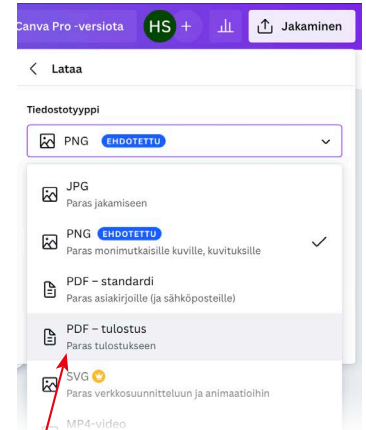 Canva Pro -versiota
HS
+
Jakaminen
Lataa
Tiedostotyyppi
PNG EHDOTETTU
JPG
Paras jakamiseen
PNG EHDOTETTU
Paras monimutkaisille kuville, kuvituksille
PDF – standardi
Paras asiakirjoille (ja sähköposteille)
PDF – tulostus
Paras tulostukseen
SVG
Paras verkkosuunnitteluun ja animaatioihin
MP4-video